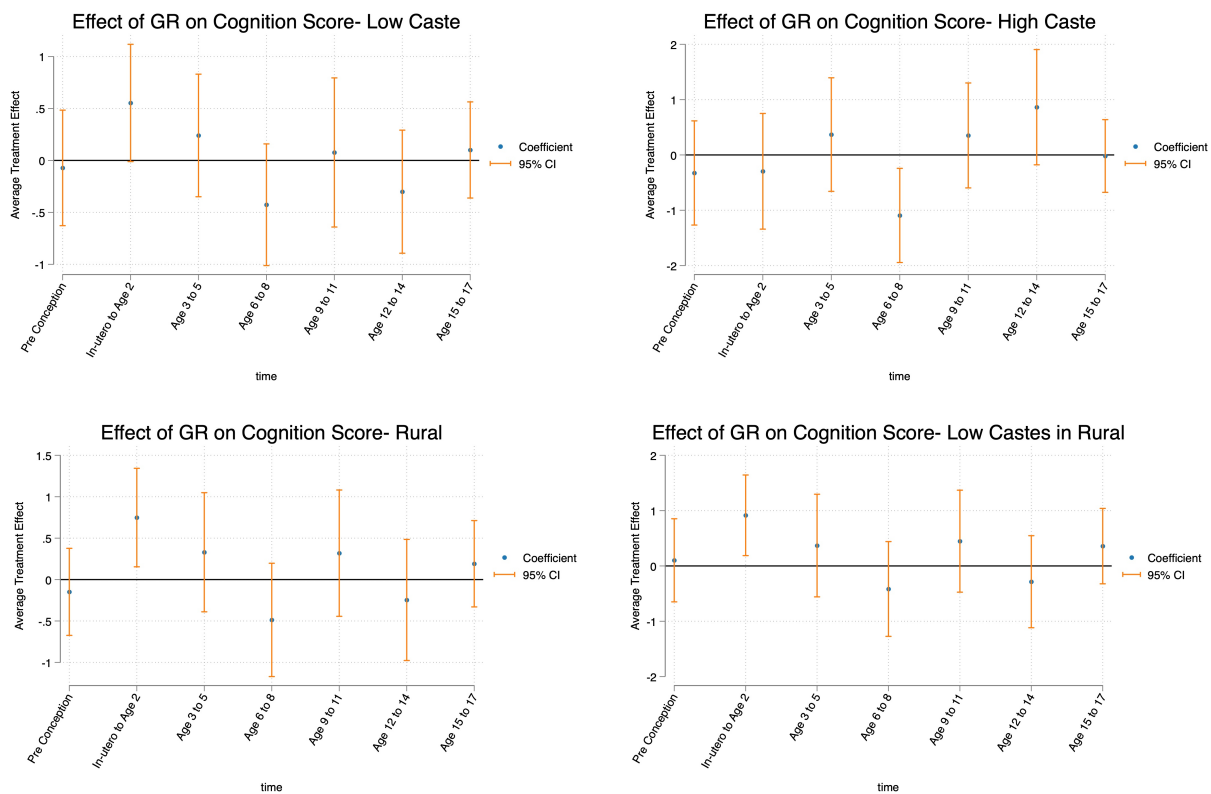 Effect of GR on Cognition Score- Low Caste
Average Treatment Effect
1
.5
0
-.5
-1
Pre Conception
In-utero to Age 2
Age 3 to 5
Age 6 to 8
Age 9 to 11
Age 12 to 14
Age 15 to 17
time
Coefficient
95% CI
Effect of GR on Cognition Score- High Caste
Average Treatment Effect
2
1
0
-1
-2
Pre Conception
In-utero to Age 2
Age 3 to 5
Age 6 to 8
Age 9 to 11
Age 12 to 14
Age 15 to 17
time
Coefficient
95% CI
Effect of GR on Cognition Score- Rural
Average Treatment Effect
1.5
1
.5
0
-.5
-1
Pre Conception
In-utero to Age 2
Age 3 to 5
Age 6 to 8
Age 9 to 11
Age 12 to 14
Age 15 to 17
time
Coefficient
95% CI
Effect of GR on Cognition Score- Low Castes in Rural
Average Treatment Effect
2
1
0
-1
-2
Pre Conception
In-utero to Age 2
Age 3 to 5
Age 6 to 8
Age 9 to 11
Age 12 to 14
Age 15 to 17
time
Coefficient
95% CI